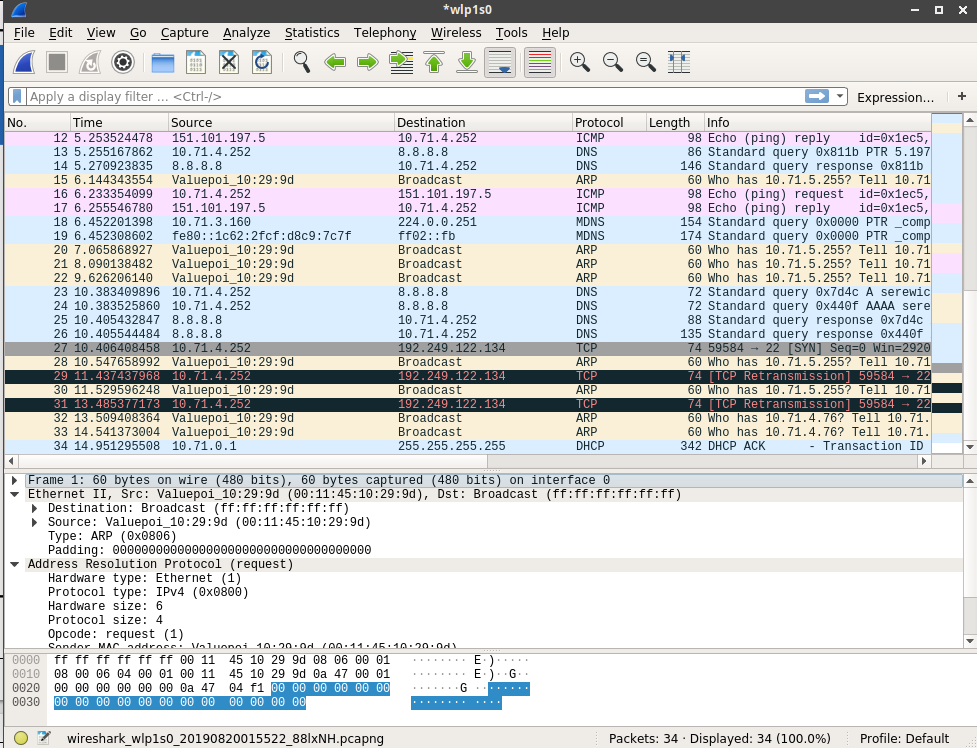 *wlp1s0
File Edit View Go Capture Analyze Statistics Telephony Wireless Tools Help
Apply a display filter ... <Ctrl-/> Expression... +
No. Time Source Destination Protocol Length Info
12 5.253524478 151.101.197.5 10.71.4.252 ICMP 98 Echo (ping) reply id=0x1ec5,
13 5.255167862 10.71.4.252 8.8.8.8 DNS 86 Standard query 0x811b PTR 5.197
14 5.270923835 8.8.8.8 10.71.4.252 DNS 146 Standard query response 0x811b
15 6.144343554 Valuepoi_10:29:9d Broadcast ARP 60 Who has 10.71.5.255? Tell 10.71
16 6.233354099 10.71.4.252 151.101.197.5 ICMP 98 Echo (ping) request id=0x1ec5,
17 6.255546780 151.101.197.5 10.71.4.252 ICMP 98 Echo (ping) reply id=0x1ec5,
18 6.452201398 10.71.3.160 224.0.0.251 MDNS 154 Standard query 0x0000 PTR _comp
19 6.452308602 fe80::1c62:2fcf:d8c9:7c7f ff02::fb MDNS 174 Standard query 0x0000 PTR _comp
20 7.065868927 Valuepoi_10:29:9d Broadcast ARP 60 Who has 10.71.5.255? Tell 10.71
21 8.090138482 Valuepoi_10:29:9d Broadcast ARP 60 Who has 10.71.5.255? Tell 10.71
22 9.626206140 Valuepoi_10:29:9d Broadcast ARP 60 Who has 10.71.5.255? Tell 10.71
23 10.383409896 10.71.4.252 8.8.8.8 DNS 72 Standard query 0x7d4c A serewic
24 10.383525860 10.71.4.252 8.8.8.8 DNS 72 Standard query 0x440f AAAA sere
25 10.405432847 8.8.8.8 10.71.4.252 DNS 88 Standard query response 0x7d4c
26 10.405544484 8.8.8.8 10.71.4.252 DNS 135 Standard query response 0x440f
27 10.406408458 10.71.4.252 192.249.122.134 TCP 74 59584 → 22 [SYN] Seq=0 Win=2920
28 10.547658992 Valuepoi_10:29:9d Broadcast ARP 60 Who has 10.71.5.255? Tell 10.71
29 11.437437968 10.71.4.252 192.249.122.134 TCP 74 [TCP Retransmission] 59584 → 22
30 11.529596248 Valuepoi_10:29:9d Broadcast ARP 60 Who has 10.71.5.255? Tell 10.71
31 13.485377173 10.71.4.252 192.249.122.134 TCP 74 [TCP Retransmission] 59584 → 22
32 13.509408364 Valuepoi_10:29:9d Broadcast ARP 60 Who has 10.71.4.76? Tell 10.71.
33 14.541373004 Valuepoi_10:29:9d Broadcast ARP 60 Who has 10.71.4.76? Tell 10.71.
34 14.951295508 10.71.0.1 255.255.255.255 DHCP 342 DHCP ACK - Transaction ID
Frame 1: 60 bytes on wire (480 bits), 60 bytes captured (480 bits) on interface 0
Ethernet II, Src: Valuepoi_10:29:9d (00:11:45:10:29:9d), Dst: Broadcast (ff:ff:ff:ff:ff:ff)
Destination: Broadcast (ff:ff:ff:ff:ff:ff)
Source: Valuepoi_10:29:9d (00:11:45:10:29:9d)
Type: ARP (0x0806)
Padding: 000000000000000000000000000000000000
Address Resolution Protocol (request)
Hardware type: Ethernet (1)
Protocol type: IPv4 (0x0800)
Hardware size: 6
Protocol size: 4
Opcode: request (1)
Sender MAC address: Valuepoi_10:29:9d (00:11:45:10:29:9d)
0000 ff ff ff ff ff ff 00 11 45 10 29 9d 08 06 00 01 ········ E·)·····
0010 08 00 06 04 00 01 00 11 45 10 29 9d 0a 47 00 01 ········ E·)··G··
0020 00 00 00 00 00 00 0a 47 04 f1 00 00 00 00 00 00 ·······G ········
0030 00 00 00 00 00 00 00 00 00 00 00 00 ········ ····
wireshark_wlp1s0_20190820015522_88lxNH.pcapng Packets: 34 · Displayed: 34 (100.0%) Profile: Default